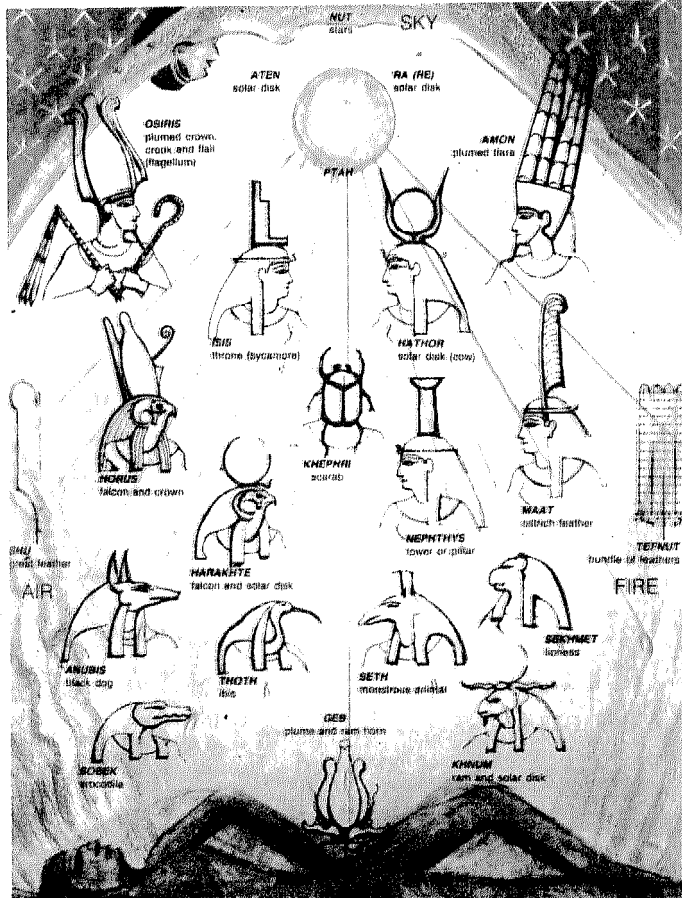 NUT
stars
SKY
ATEN
solar disk
RA (RE)
solar disk
OSIRIS
plumed crown,
crook and flail
(flagellum)
AMON
plumed tiara
PTAH
ISIS
throne (sycamore)
HATHOR
solar disk (cow)
KHEPHRI
scarab
HORUS
falcon and crown
NEPHTHYS
tower or pillar
MAAT
ostrich feather
SHU
feather
AIR
HARAKHTE
falcon and solar disk
TEFNUT
bundle of feathers
FIRE
ANUBIS
black dog
THOTH
ibis
SETH
monstrous animal
SEKHMET
lioness
SOBEK
crocodile
GEB
plume and ram horn
KHNUM
ram and solar disk